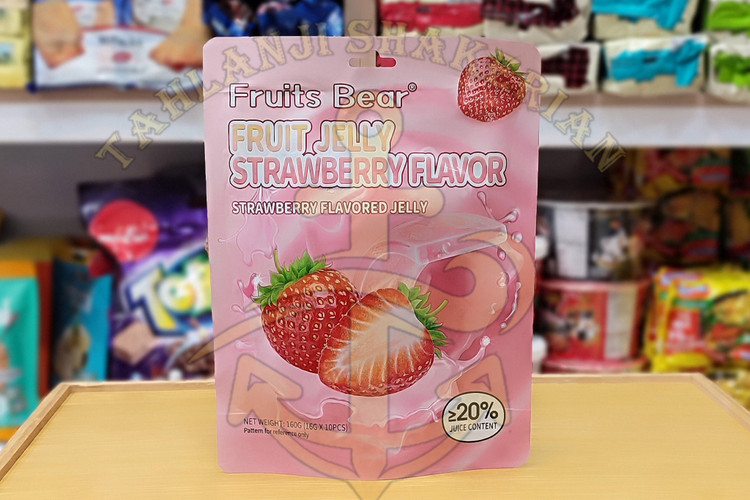 TAHLANJI SHAKERIAN
Fruits Bear®
FRUIT JELLY
STRAWBERRY FLAVOR
STRAWBERRY FLAVORED JELLY
≥20%
JUICE CONTENT
NET WEIGHT: 160G (16G X 10PCS)
Pattern for reference only